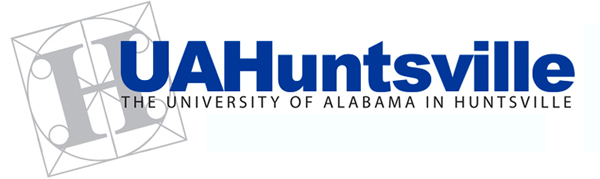 H
UAHuntsville
THE UNIVERSITY OF ALABAMA IN HUNTSVILLE